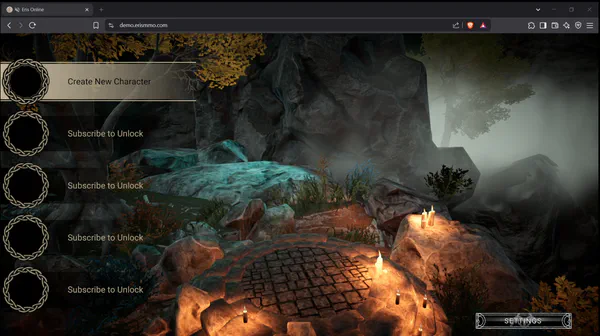 Eris Online
demo.erismmo.com
Create New Character
Subscribe to Unlock
Subscribe to Unlock
Subscribe to Unlock
Subscribe to Unlock
SETTINGS